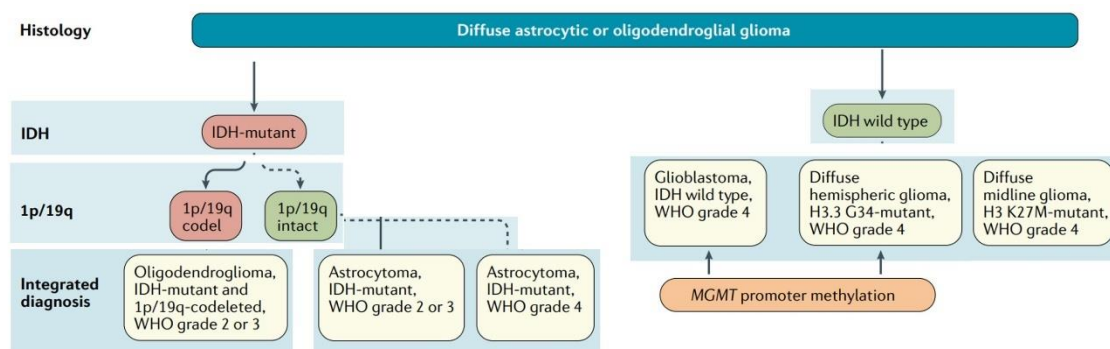 Histology
Diffuse astrocytic or oligodendroglial glioma
IDH
IDH-mutant
IDH wild type
1p/19q
1p/19q
codel
1p/19q
intact
Glioblastoma,
IDH wild type,
WHO grade 4
Diffuse
hemispheric glioma,
H3.3 G34-mutant,
WHO grade 4
Diffuse
midline glioma,
H3 K27M-mutant,
WHO grade 4
Integrated
diagnosis
Oligodendroglioma,
IDH-mutant and
1p/19q-codeleted,
WHO grade 2 or 3
Astrocytoma,
IDH-mutant,
WHO grade 2 or 3
Astrocytoma,
IDH-mutant,
WHO grade 4
MGMT promoter methylation